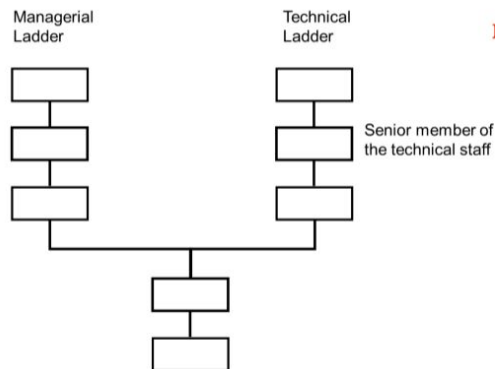 Managerial
Ladder
Technical
Ladder
Senior member of
the technical staff